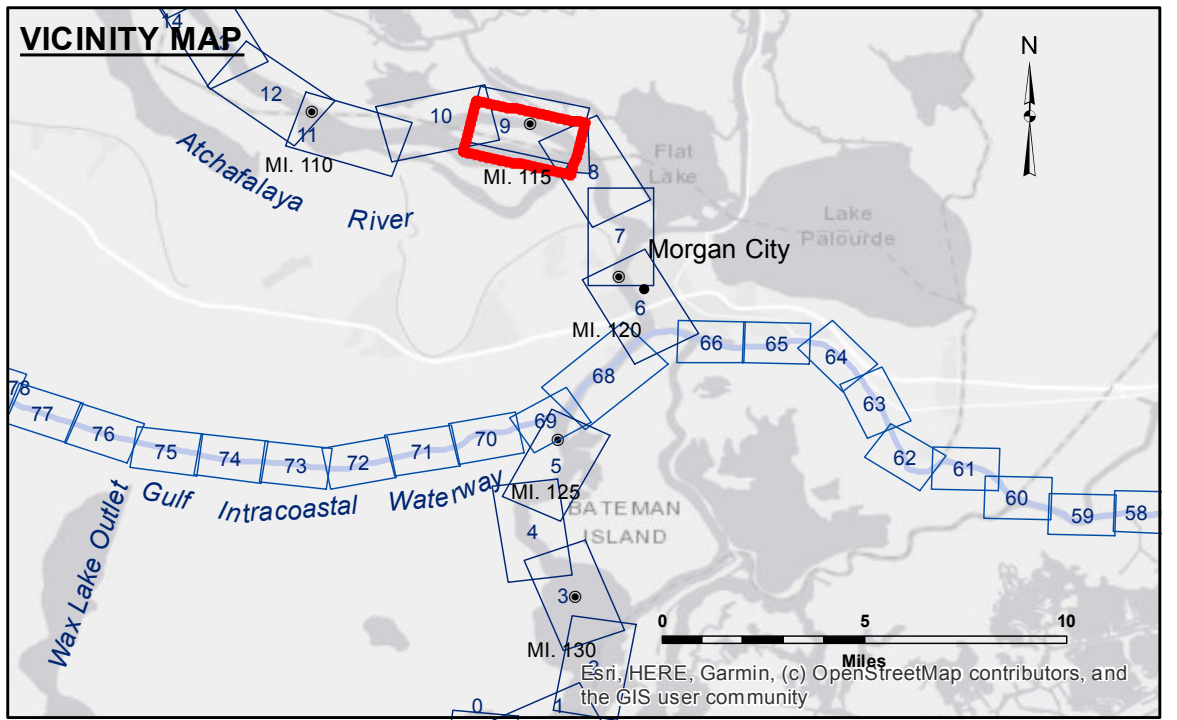 VICINITY MAP
N
14
12
11
10
9
8
MI. 110
MI. 115
Atchafalaya
River
Flat
Lake
Lake
Palourde
7
Morgan City
6
MI. 120
66
65
64
63
62
61
60
59
58
68
69
70
71
72
73
74
75
76
77
78
Gulf Intracoastal Waterway
Wax Lake Outlet
5
MI. 125
BATEMAN
ISLAND
4
3
MI. 130
2
1
0
0 5 10
Miles
Esri, HERE, Garmin, (c) OpenStreetMap contributors, and
the GIS user community